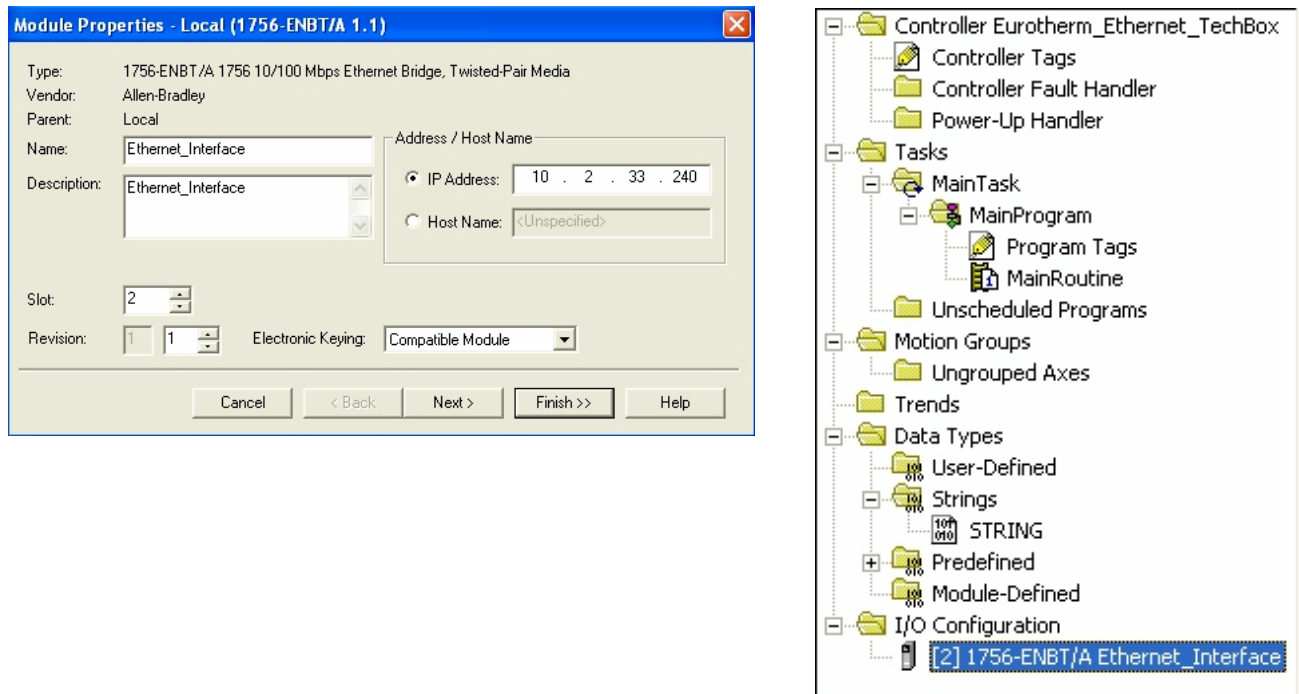 Module Properties - Local (1756-ENBT/A 1.1)
Type: 1756-ENBT/A 1756 10/100 Mbps Ethernet Bridge, Twisted-Pair Media
Vendor: Allen-Bradley
Parent: Local
Name: Ethernet_Interface
Description: Ethernet_Interface
Address / Host Name
IP Address: 10 . 2 . 33 . 240
Host Name: <Unspecified>
Slot: 2
Revision: 1 1 Electronic Keying: Compatible Module
Cancel < Back Next > Finish >> Help
Controller Eurotherm_Ethernet_TechBox
Controller Tags
Controller Fault Handler
Power-Up Handler
Tasks
MainTask
MainProgram
Program Tags
MainRoutine
Unscheduled Programs
Motion Groups
Ungrouped Axes
Trends
Data Types
User-Defined
Strings
STRING
Predefined
Module-Defined
I/O Configuration
[2] 1756-ENBT/A Ethernet_Interface